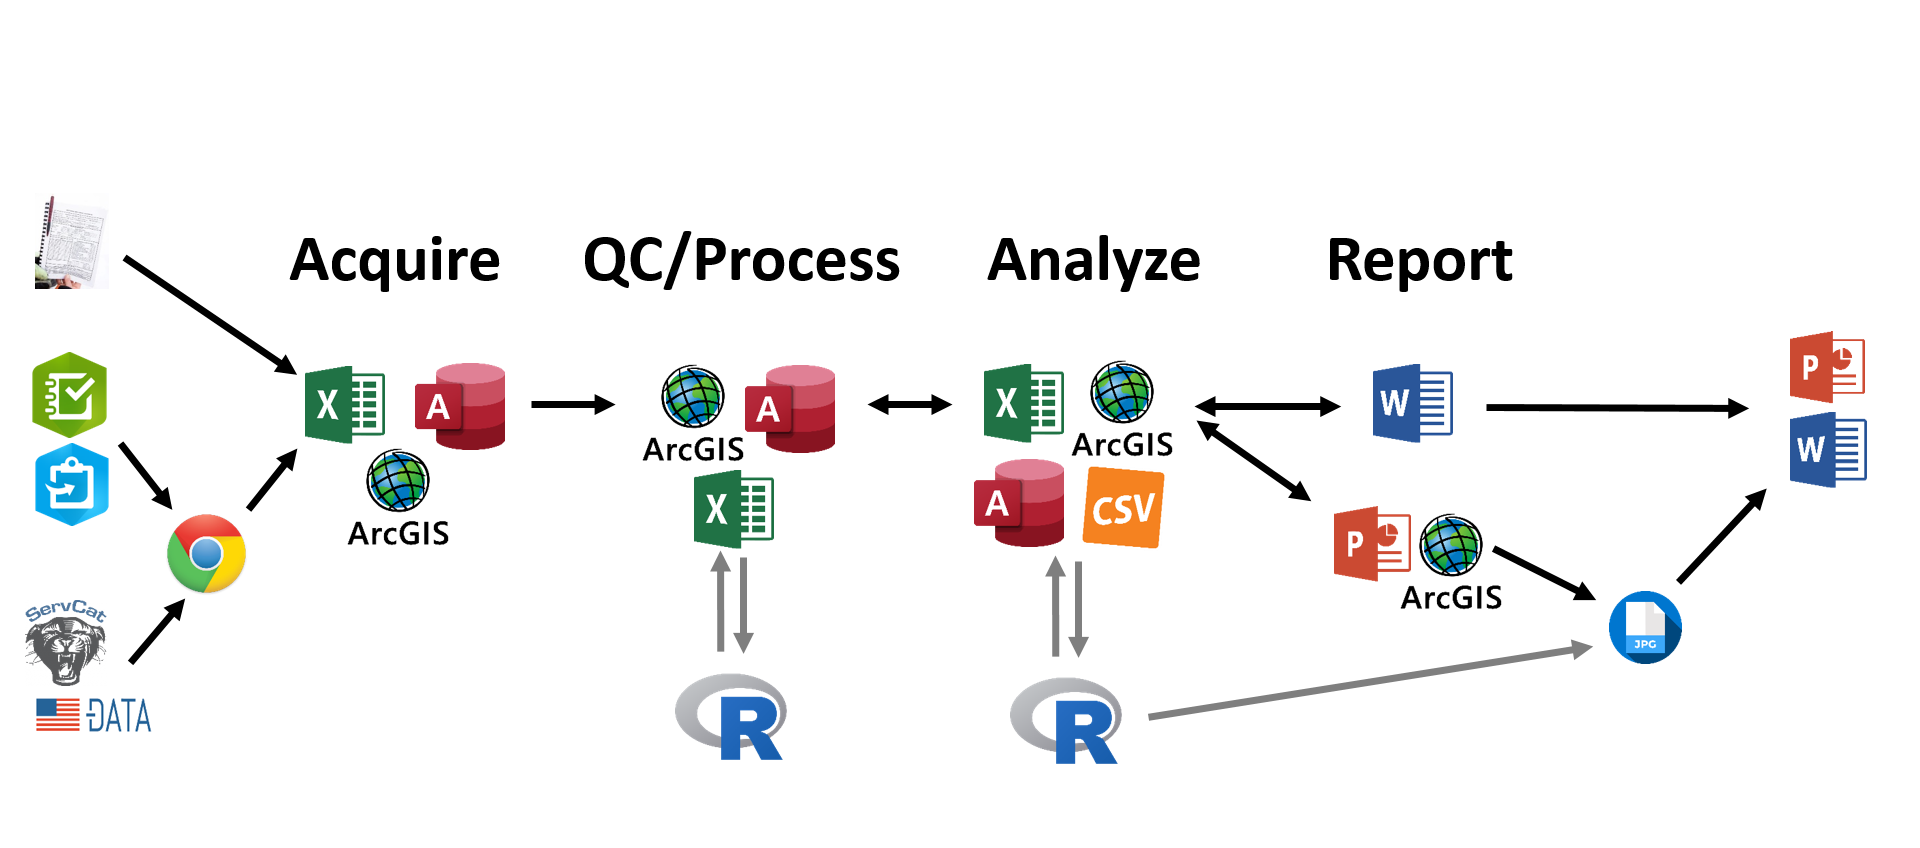 Acquire
QC/Process
Analyze
Report
X
A
ArcGIS
ArcGIS
A
X
X
ArcGIS
A
CSV
W
P
ArcGIS
P
W
ServCat
DATA
R
R
JPG